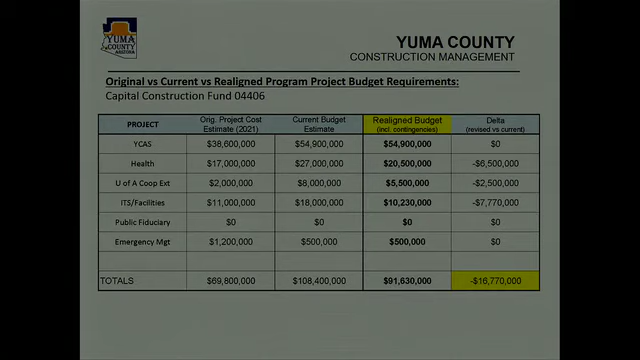 YUMA
COUNTY
ARIZONA
YUMA COUNTY
CONSTRUCTION MANAGEMENT
Original vs Current vs Realigned Program Project Budget Requirements:
Capital Construction Fund 04406
PROJECT Orig. Project Cost Estimate (2021) Current Budget Estimate Realigned Budget (incl. contingencies) Delta (revised vs current)
YCAS $38,600,000 $54,900,000 $54,900,000 $0
Health $17,000,000 $27,000,000 $20,500,000 -$6,500,000
U of A Coop Ext $2,000,000 $8,000,000 $5,500,000 -$2,500,000
ITS/Facilities $11,000,000 $18,000,000 $10,230,000 -$7,770,000
Public Fiduciary $0 $0 $0 $0
Emergency Mgt $1,200,000 $500,000 $500,000 $0
TOTALS $69,800,000 $108,400,000 $91,630,000 -$16,770,000